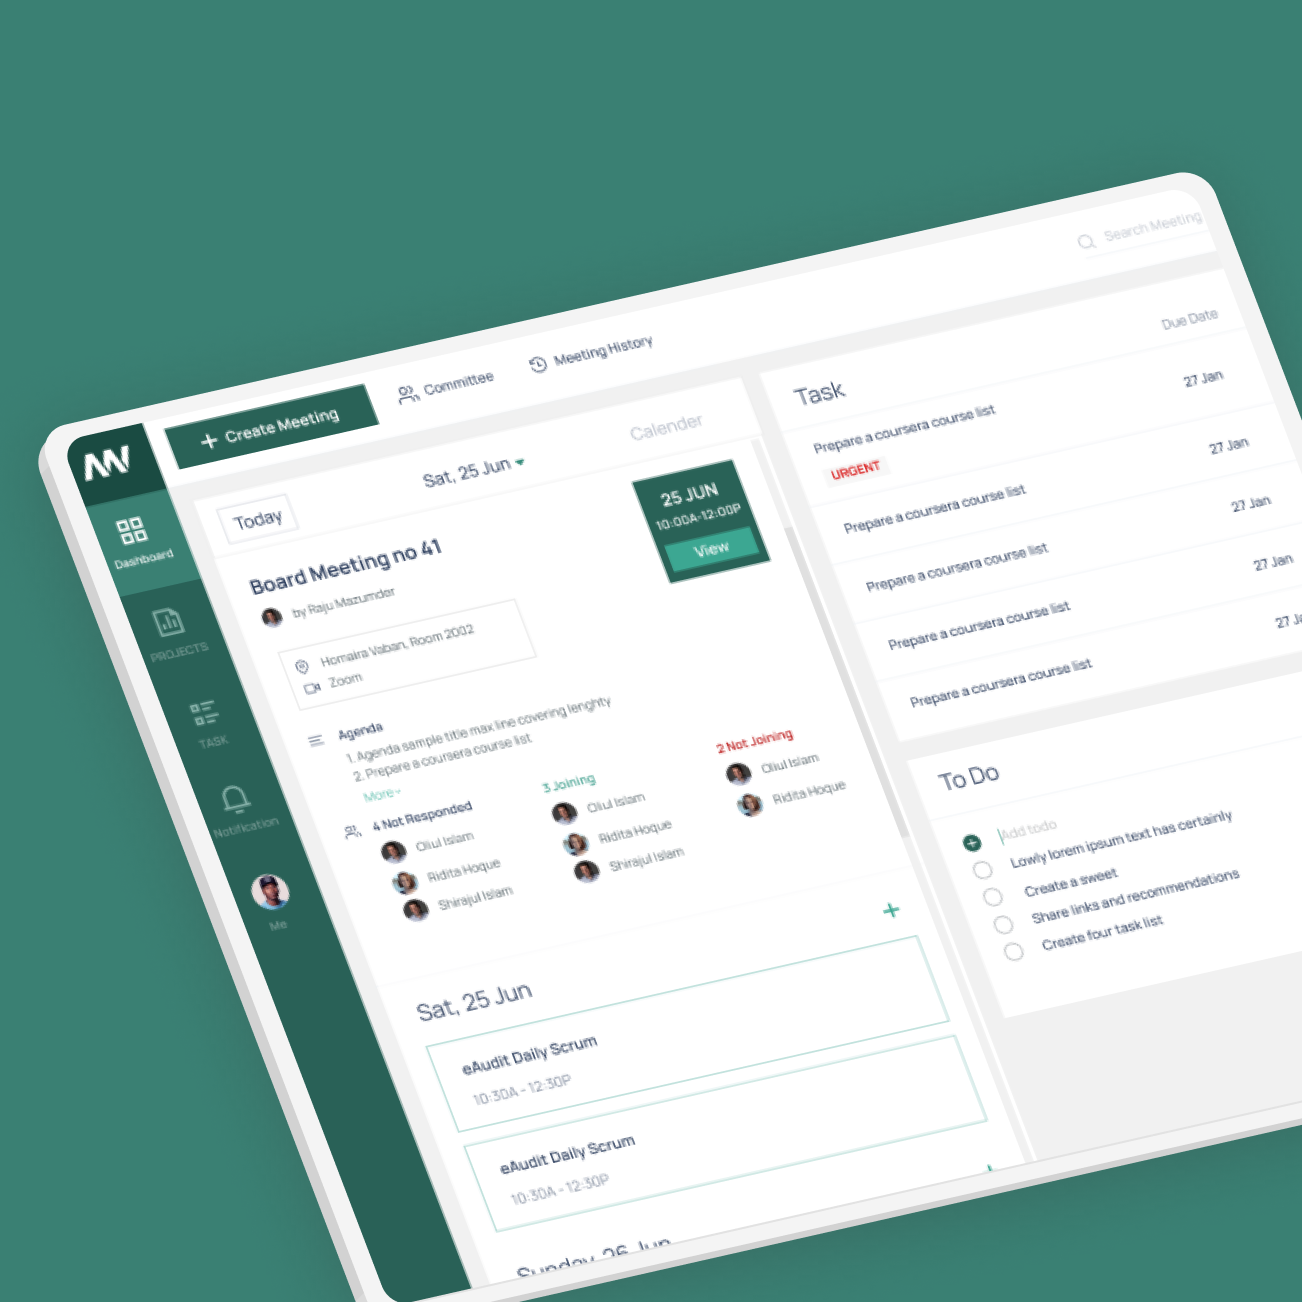 Search Meeting
Create Meeting
Committee
Meeting History
Dashboard
PROJECTS
TASK
Notification
Me
Today
Sat, 25 Jun
Calender
Board Meeting no 41
by Raju Mazumder
25 JUN
10:00A-12:00P
View
Homaira Vaban, Room 2002
Zoom
Agenda
1. Agenda sample title max line covering lenghty
2. Prepare a coursera course list
More
4 Not Responded
Oliul Islam
Ridita Hoque
Shirajul Islam
3 Joining
Oliul Islam
Ridita Hoque
Shirajul Islam
2 Not Joining
Oliul Islam
Ridita Hoque
Sat, 25 Jun
eAudit Daily Scrum
10:30A - 12:30P
eAudit Daily Scrum
10:30A - 12:30P
Sunday, 26 Jun
Task
Due Date
Prepare a coursera course list
27 Jan
URGENT
Prepare a coursera course list
27 Jan
Prepare a coursera course list
27 Jan
Prepare a coursera course list
27 Jan
Prepare a coursera course list
27 Ja
To Do
Add todo
Lowly lorem ipsum text has certainly
Create a sweet
Share links and recommendations
Create four task list